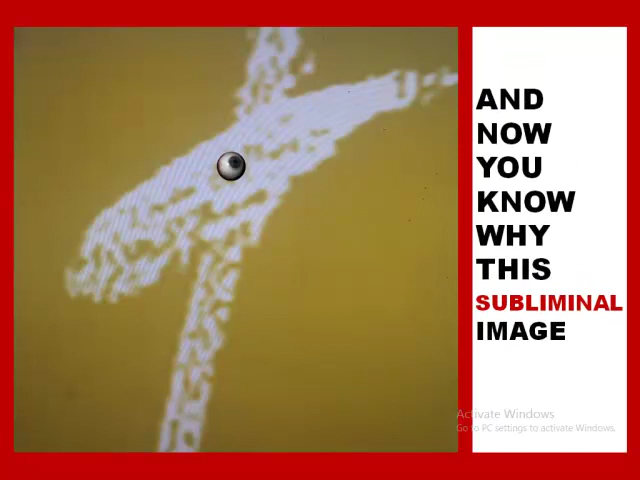 AND
NOW
YOU
KNOW
WHY
THIS
SUBLIMINAL
IMAGE
Activate Windows
Go to PC settings to activate Windows.